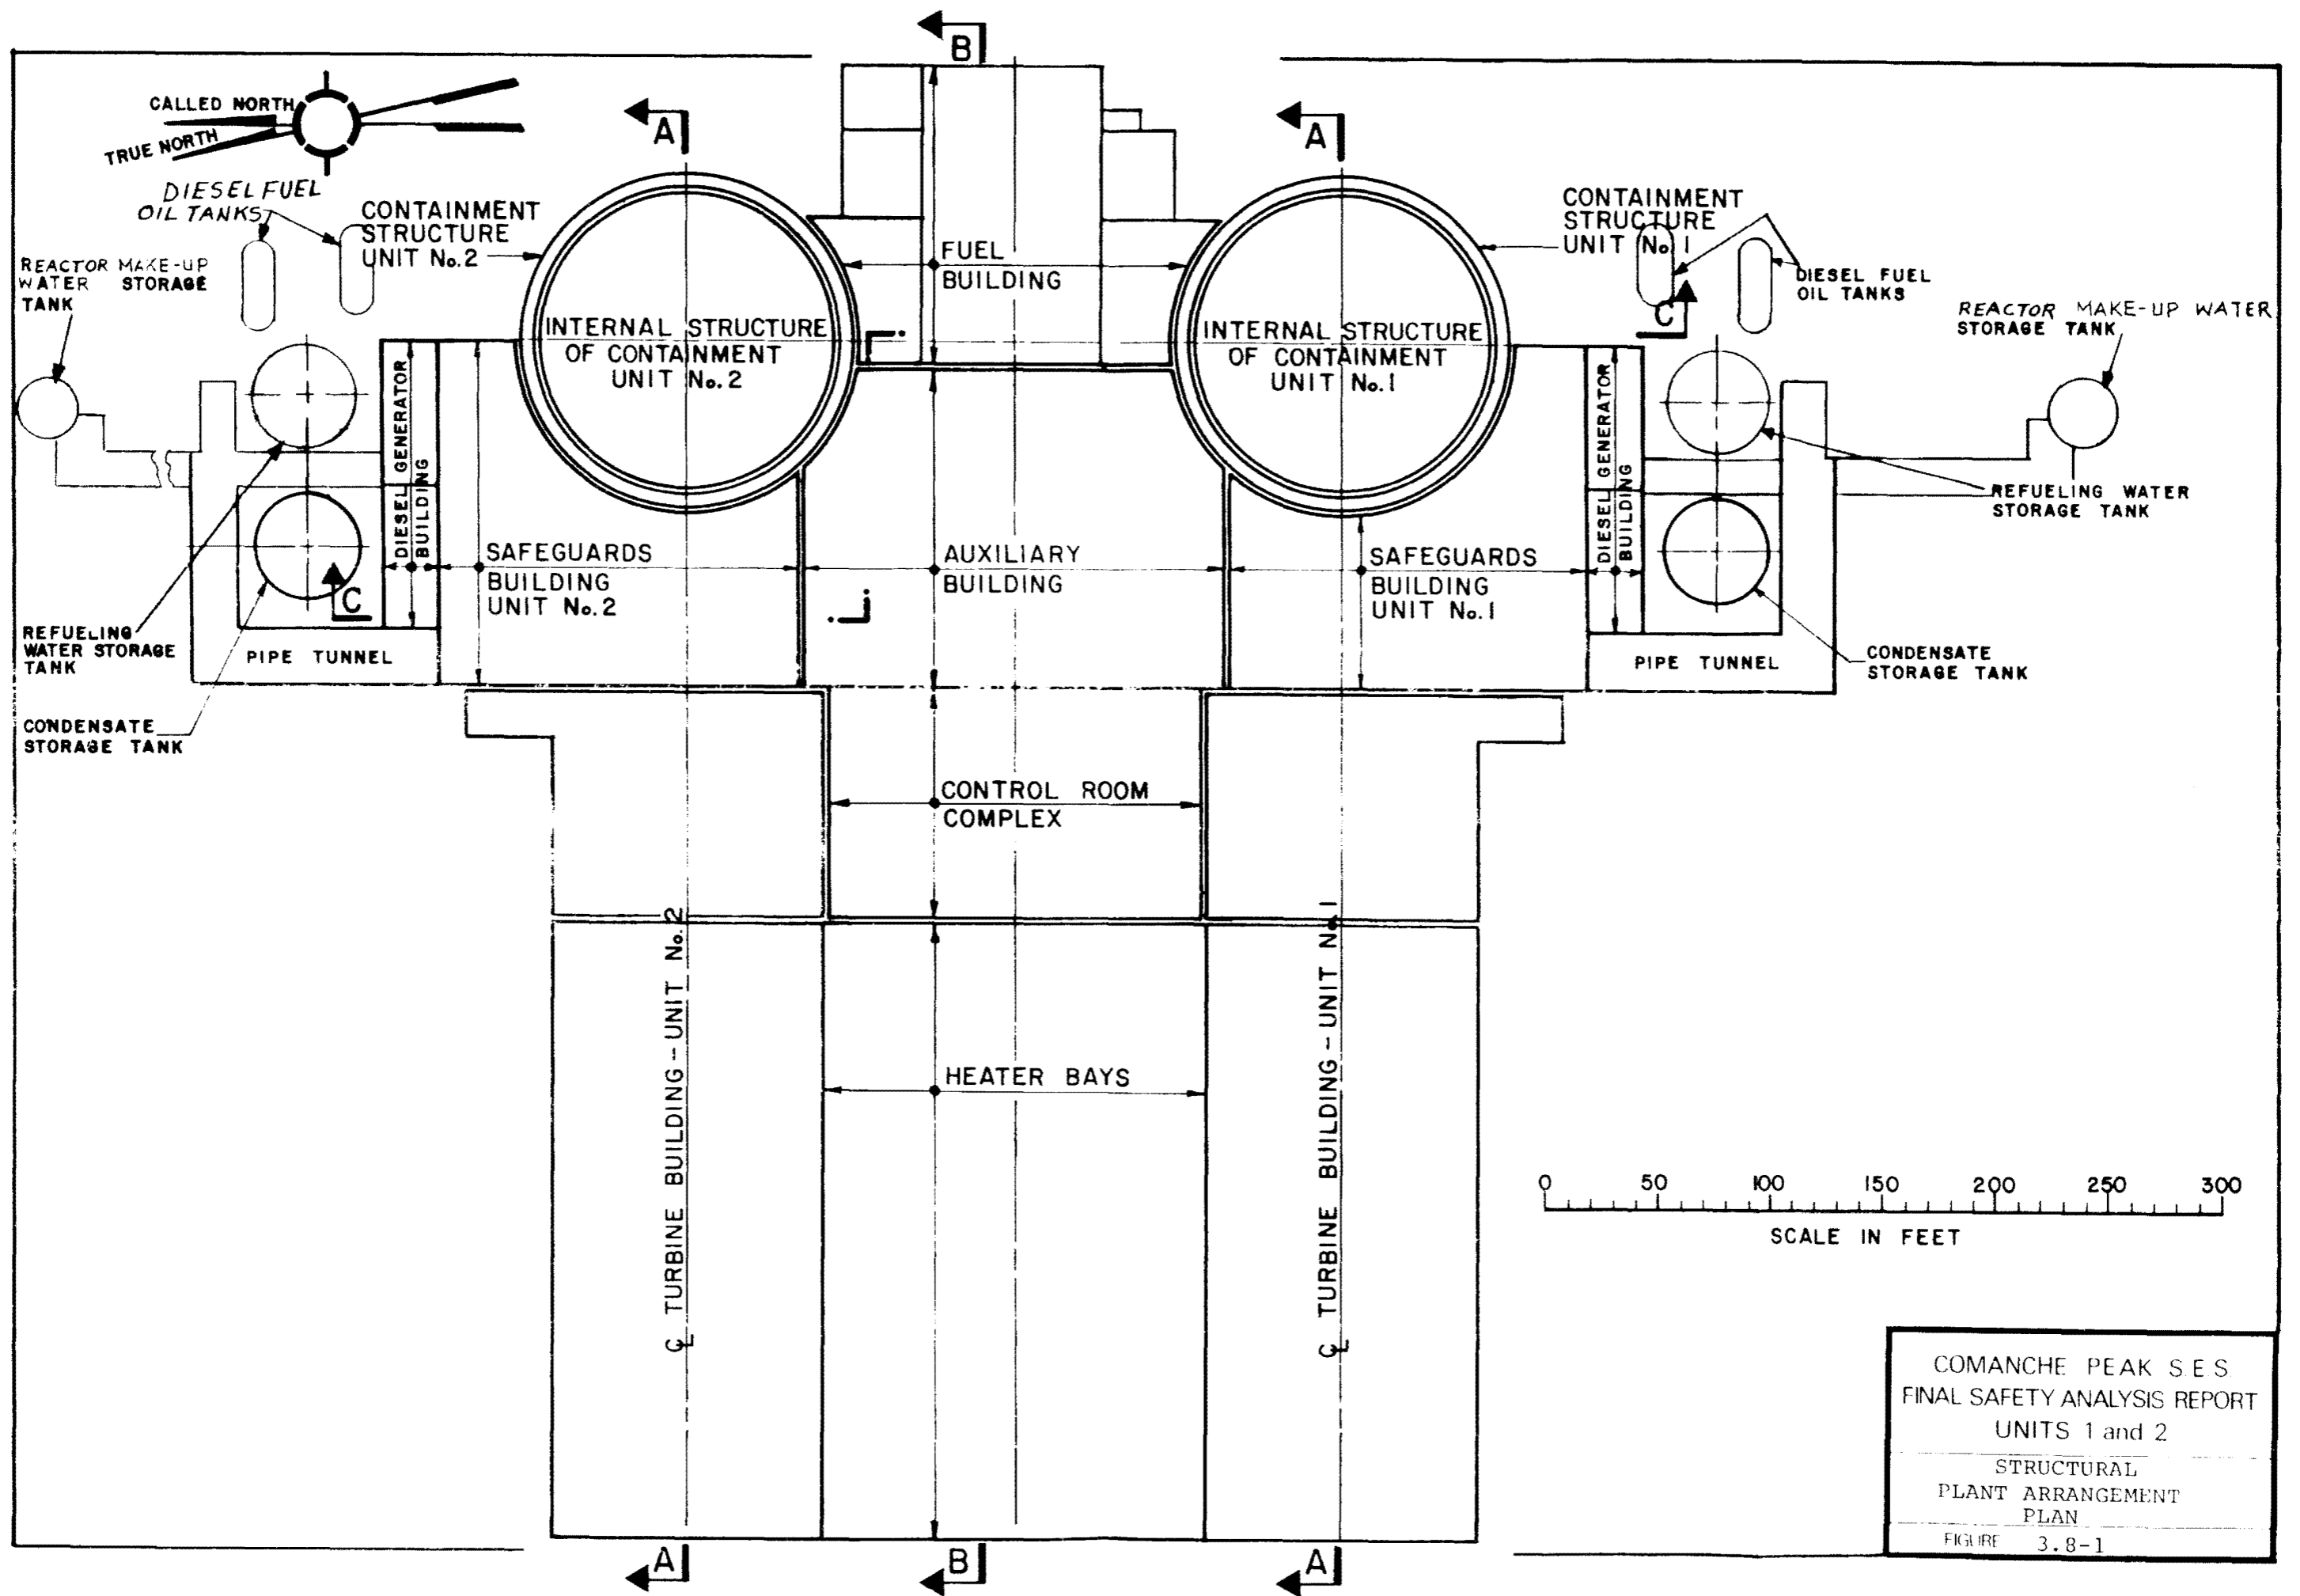 B
CALLED NORTH
TRUE NORTH
A
A
DIESEL FUEL
OIL TANKS
CONTAINMENT
STRUCTURE
UNIT No.2
CONTAINMENT
STRUCTURE
UNIT No.1
FUEL
BUILDING
REACTOR MAKE-UP
WATER STORAGE
TANK
DIESEL FUEL
OIL TANKS
C
REACTOR MAKE-UP WATER
STORAGE TANK
INTERNAL STRUCTURE
OF CONTAINMENT
UNIT No.2
INTERNAL STRUCTURE
OF CONTAINMENT
UNIT No.1
DIESEL GENERATOR
BUILDING
DIESEL GENERATOR
BUILDING
REFUELING WATER
STORAGE TANK
SAFEGUARDS
BUILDING
UNIT No.2
AUXILIARY
BUILDING
SAFEGUARDS
BUILDING
UNIT No.1
C
REFUELING
WATER STORAGE
TANK
PIPE TUNNEL
PIPE TUNNEL
CONDENSATE
STORAGE TANK
CONDENSATE
STORAGE TANK
CONTROL ROOM
COMPLEX
℄ TURBINE BUILDING--UNIT No.2
℄ TURBINE BUILDING--UNIT No.1
HEATER BAYS
0 50 100 150 200 250 300
SCALE IN FEET
COMANCHE PEAK S.E.S.
FINAL SAFETY ANALYSIS REPORT
UNITS 1 and 2
STRUCTURAL
PLANT ARRANGEMENT
PLAN
FIGURE 3.8-1
A
B
A